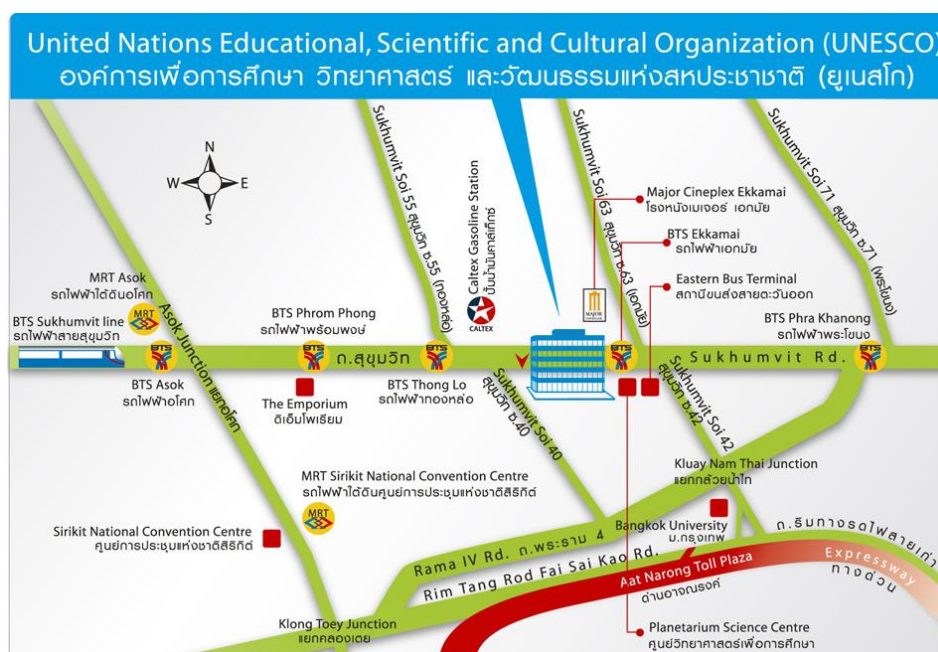 United Nations Educational, Scientific and Cultural Organization (UNESCO)
องค์การเพื่อการศึกษา วิทยาศาสตร์ และวัฒนธรรมแห่งสหประชาชาติ (ยูเนสโก)
N
W E
S
Sukhumvit Soi 55 สุขุมวิท ซ.55 (ทองหล่อ)
Caltex Gasoline Station
ปั้มน้ำมันคาล์เท็กซ์
CALTEX
Sukhumvit Soi 63 สุขุมวิท ซ.63 (เอกมัย)
MAJOR
Major Cineplex Ekkamai
โรงหนังเมเจอร์ เอกมัย
BTS Ekkamai
รถไฟฟ้าเอกมัย
Eastern Bus Terminal
สถานีขนส่งสายตะวันออก
Sukhumvit Soi 71 สุขุมวิท ซ.71 (พระโขนง)
MRT Asok
รถไฟฟ้าใต้ดินอโศก
MRT
BTS Sukhumvit line
รถไฟฟ้าสายสุขุมวิท
Asok Junction แยกอโศก
BTS Phrom Phong
รถไฟฟ้าพร้อมพงษ์
BTS Phra Khanong
รถไฟฟ้าพระโขนง
BTS
BTS
ถ.สุขุมวิท
BTS
BTS
Sukhumvit Rd.
BTS
BTS Asok
รถไฟฟ้าอโศก
The Emporium
ดิเอ็มโพเรียม
BTS Thong Lo
รถไฟฟ้าทองหล่อ
Sukhumvit Soi 40
สุขุมวิท ซ.40
Sukhumvit Soi 42
สุขุมวิท ซ.42
Kluay Nam Thai Junction
แยกกล้วยน้ำไท
MRT Sirikit National Convention Centre
รถไฟฟ้าใต้ดินศูนย์การประชุมแห่งชาติสิริกิต์
MRT
Sirikit National Convention Centre
ศูนย์การประชุมแห่งชาติสิริกิต์
Bangkok University
ม.กรุงเทพ
Rama IV Rd. ถ.พระราม 4
Rim Tang Rod Fai Sai Kao Rd.
ถ.ริมทางรถไฟสายเก่า
Aat Narong Toll Plaza
ด่านอาจณรงค์
Expressway
ทางด่วน
Klong Toey Junction
แยกคลองเตย
Planetarium Science Centre
ศูนย์วิทยาศาสตร์เพื่อการศึกษา